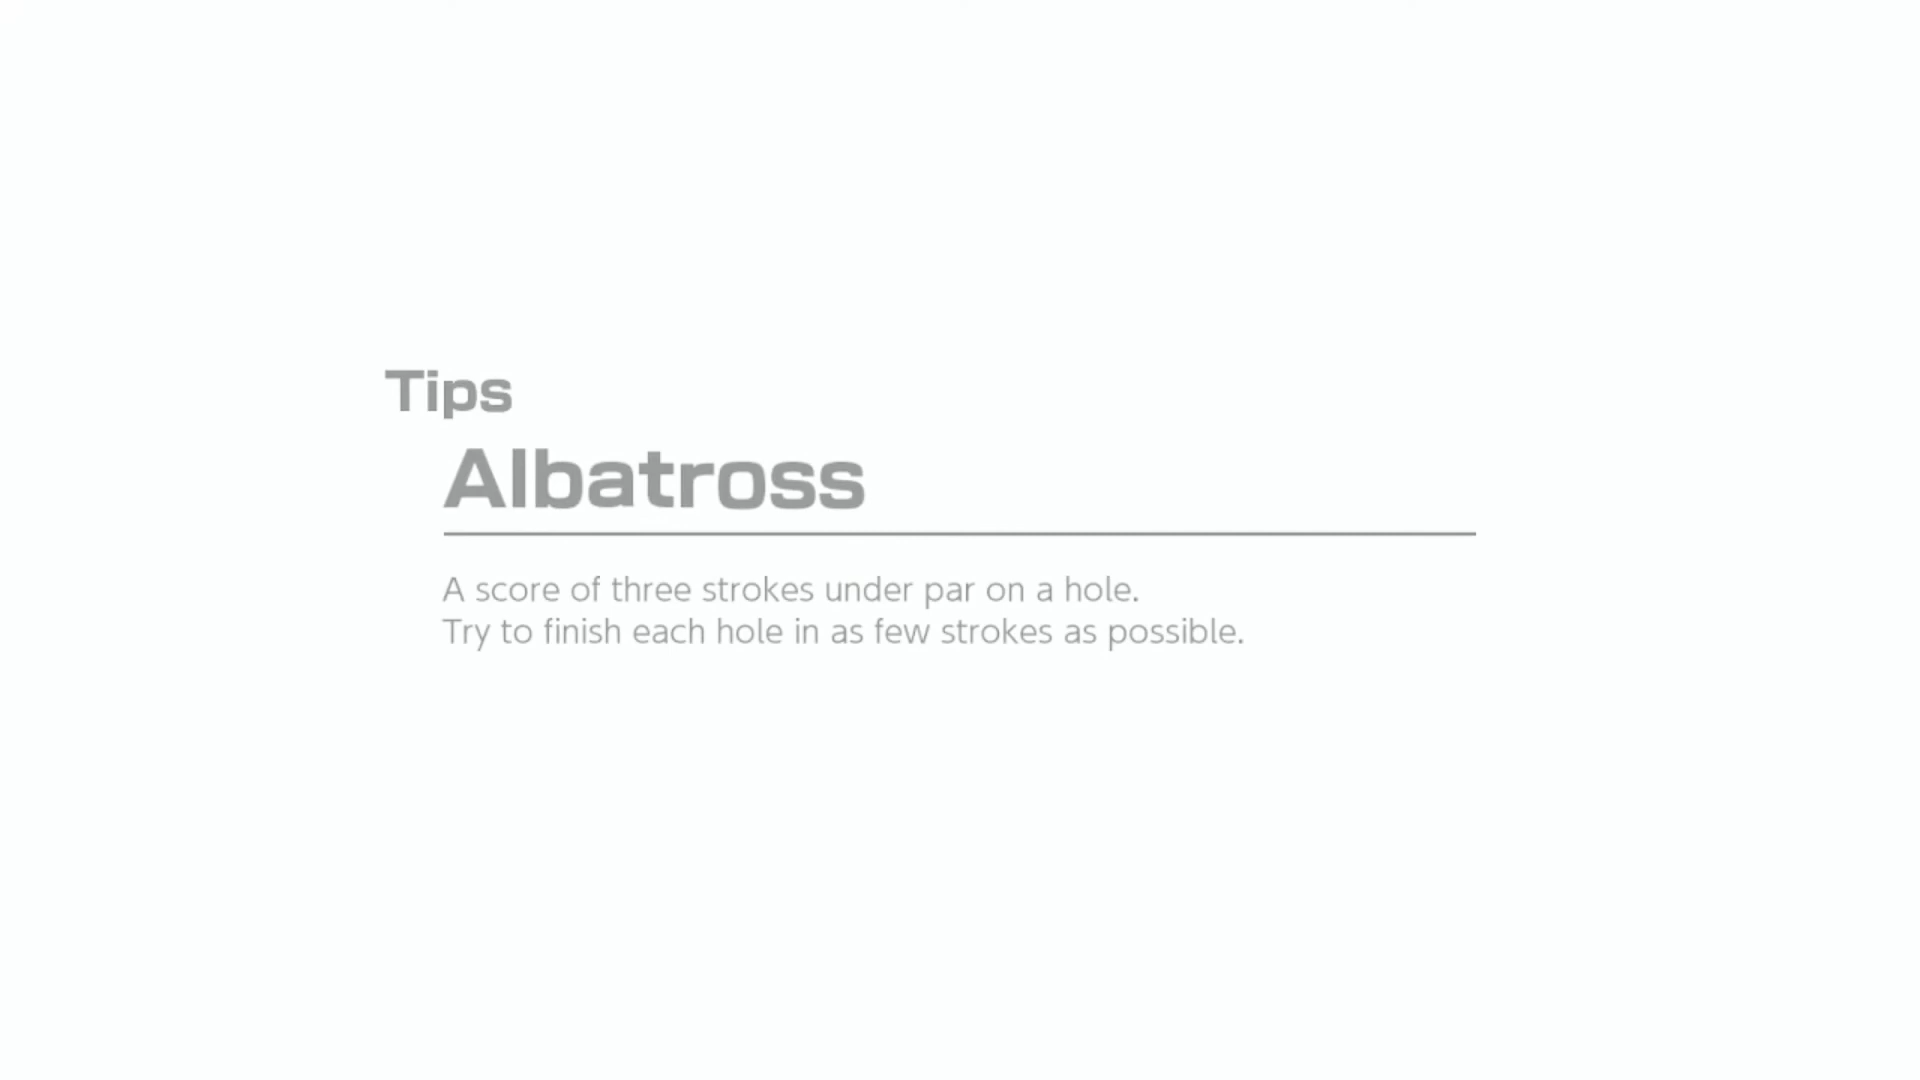 Tips
Albatross
A score of three strokes under par on a hole.
Try to finish each hole in as few strokes as possible.